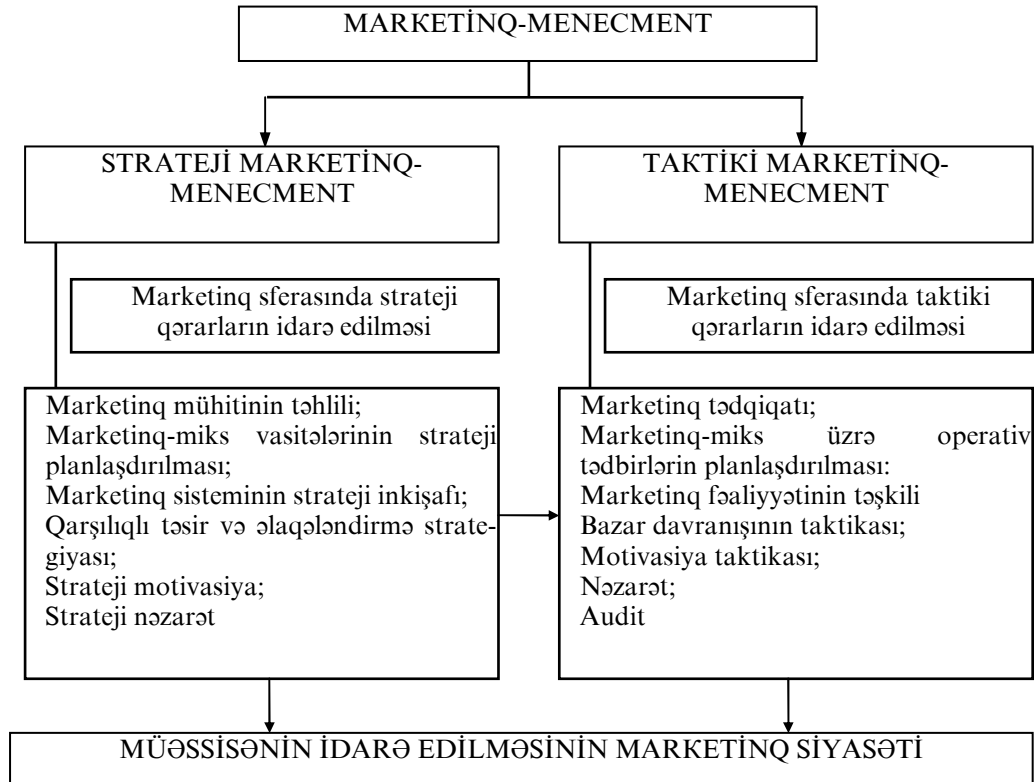 MARKETİNQ-MENECMENT
STRATEJİ MARKETİNQ-
MENECMENT
Marketinq sferasında strateji
qərarların idarə edilməsi
Marketinq mühitinin təhlili;
Marketinq-miks vasitələrinin strateji
planlaşdırılması;
Marketinq sisteminin strateji inkişafı;
Qarşılıqlı təsir və əlaqələndirmə strate-
giyası;
Strateji motivasiya;
Strateji nəzarət
TAKTİKİ MARKETİNQ-
MENECMENT
Marketinq sferasında taktiki
qərarların idarə edilməsi
Marketinq tədqiqatı;
Marketinq-miks üzrə operativ
tədbirlərin planlaşdırılması:
Marketinq fəaliyyətinin təşkili
Bazar davranışının taktikası;
Motivasiya taktikası;
Nəzarət;
Audit
MÜƏSSİSƏNİN İDARƏ EDİLMƏSİNİN MARKETİNQ SİYASƏTİ